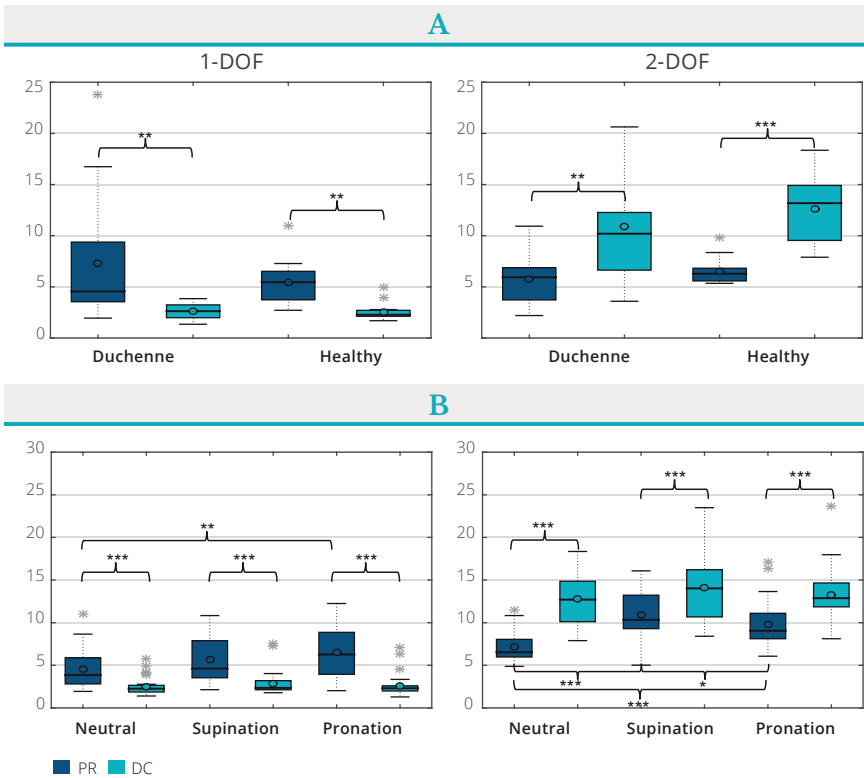 A
1-DOF 2-DOF
25 25
20 20
15 15
10 10
5 5
0 0
** ** ** ***
Duchenne Healthy Duchenne Healthy
B
30 30
25 25
20 20
15 15
10 10
5 5
0 0
** *** *** *** *** *** *** *** * ***
Neutral Supination Pronation Neutral Supination Pronation
PR DC